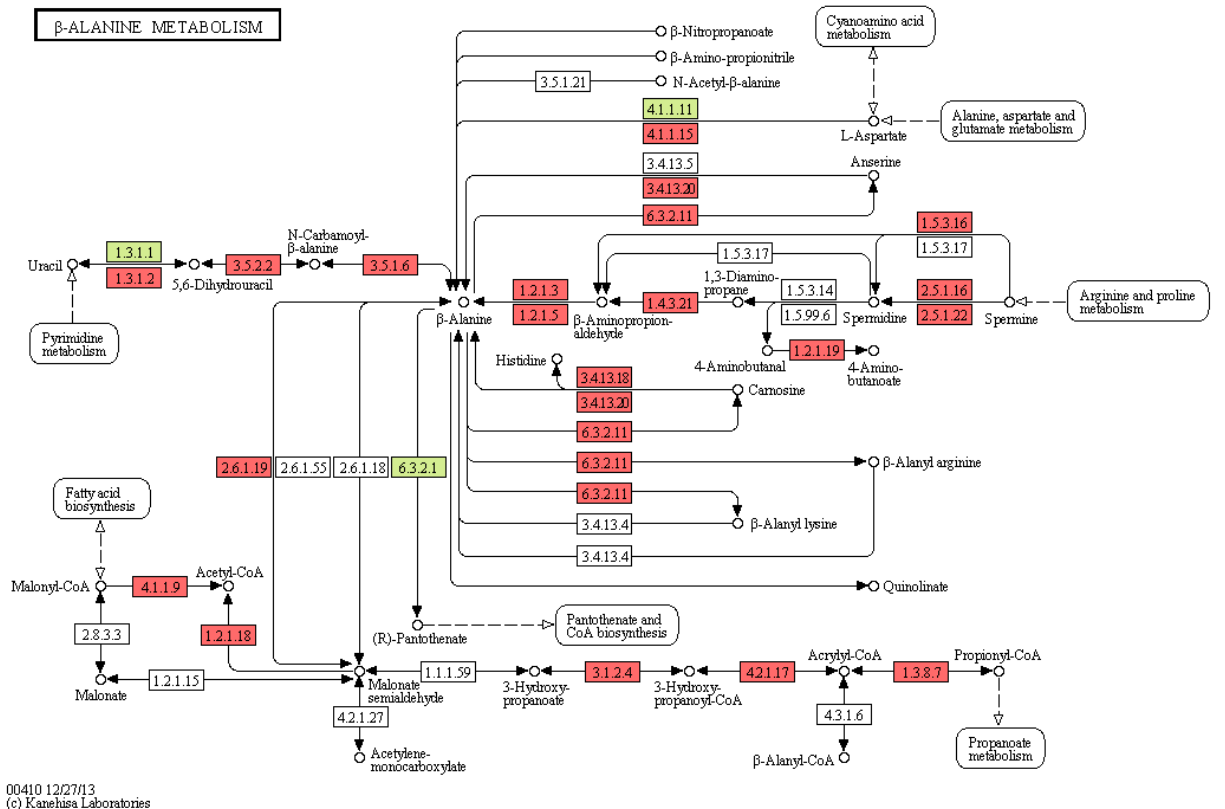 β-ALANINE METABOLISM
β-Nitropropanoate
β-Amino-propionitrile
3.5.1.21
N-Acetyl-β-alanine
Cyanoamino acid
metabolism
4.1.1.11
4.1.1.15
L-Aspartate
Alanine, aspartate and
glutamate metabolism
3.4.13.5
3.4.13.20
6.3.2.11
Anserine
Uracil
1.3.1.1
1.3.1.2
5,6-Dihydrouracil
3.5.2.2
N-Carbamoyl-
β-alanine
3.5.1.6
Pyrimidine
metabolism
β-Alanine
1.2.1.3
1.2.1.5
β-Aminopropion-
aldehyde
1.4.3.21
1,3-Diamino-
propane
1.5.3.17
1.5.3.14
1.5.99.6
Spermidine
1.5.3.16
1.5.3.17
2.5.1.16
2.5.1.22
Spermine
Arginine and proline
metabolism
4-Aminobutanal
1.2.1.19
4-Amino-
butanoate
Histidine
3.4.13.18
3.4.13.20
Carnosine
6.3.2.11
2.6.1.19
2.6.1.55
2.6.1.18
6.3.2.1
6.3.2.11
β-Alanyl arginine
6.3.2.11
3.4.13.4
β-Alanyl lysine
3.4.13.4
Quinolinate
Fatty acid
biosynthesis
Malonyl-CoA
4.1.1.9
Acetyl-CoA
2.8.3.3
1.2.1.18
(R)-Pantothenate
Pantothenate and
CoA biosynthesis
Malonate
1.2.1.15
Malonate
semialdehyde
1.1.1.59
3-Hydroxy-
propanoate
3.1.2.4
3-Hydroxy-
propanoyl-CoA
4.2.1.17
Acrylyl-CoA
1.3.8.7
Propionyl-CoA
4.2.1.27
Acetylene-
monocarboxylate
4.3.1.6
β-Alanyl-CoA
Propanoate
metabolism
00410 12/27/13
(c) Kanehisa Laboratories